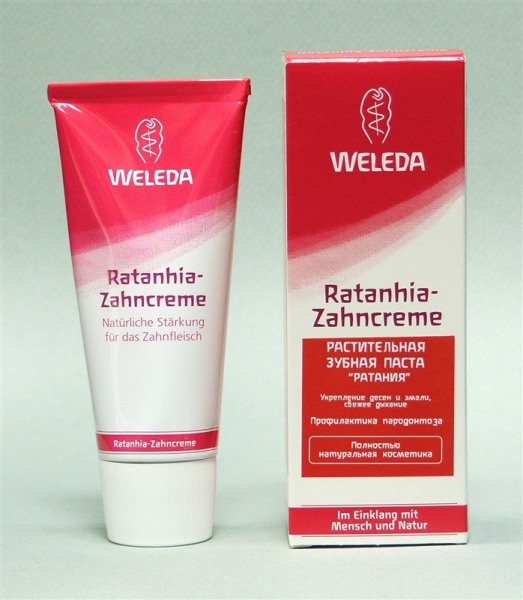 WELEDA
Ratanhia-
Zahncreme
Natürliche Stärkung
für das Zahnfleisch
Ratanhia-Zahncreme
WELEDA
Ratanhia-
Zahncreme
РАСТИТЕЛЬНАЯ
ЗУБНАЯ ПАСТА
"РАТАНИЯ"
Укрепление десен и эмали,
свежее дыхание
Профилактика пародонтоза
Полностью
натуральная косметика
Im Einklang mit
Mensch und Natur